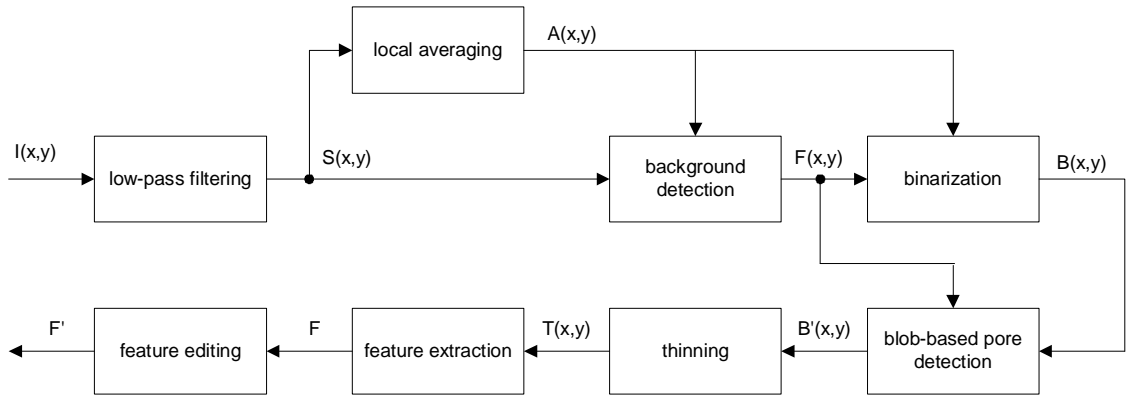 A(x,y)
local averaging
I(x,y)
low-pass filtering
S(x,y)
background
detection
F(x,y)
binarization
B(x,y)
F'
feature editing
F
feature extraction
T(x,y)
thinning
B'(x,y)
blob-based pore
detection